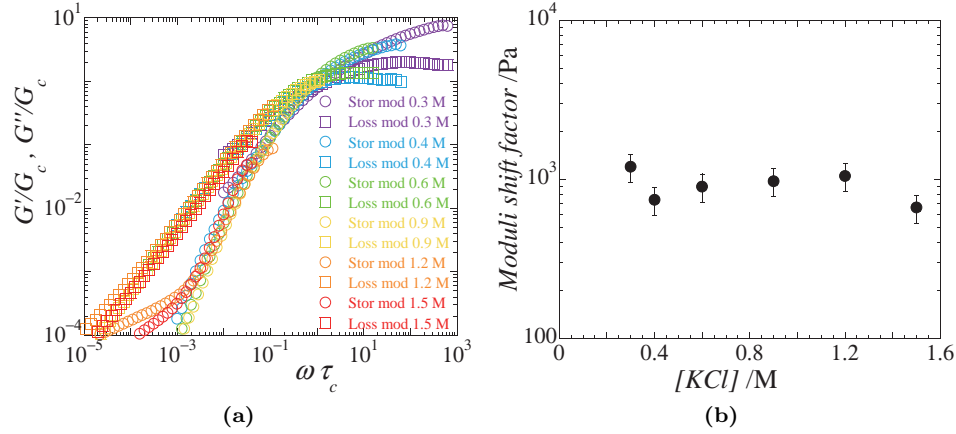 10^1
10^-2
10^-4
10^-5
10^-3
10^-1
10^1
10^3
G'/G_c , G''/G_c
ω τ_c
Stor mod 0.3 M
Loss mod 0.3 M
Stor mod 0.4 M
Loss mod 0.4 M
Stor mod 0.6 M
Loss mod 0.6 M
Stor mod 0.9 M
Loss mod 0.9 M
Stor mod 1.2 M
Loss mod 1.2 M
Stor mod 1.5 M
Loss mod 1.5 M
(a)
10^4
10^3
100
0
0.4
0.8
1.2
1.6
Moduli shift factor /Pa
[KCl] /M
(b)